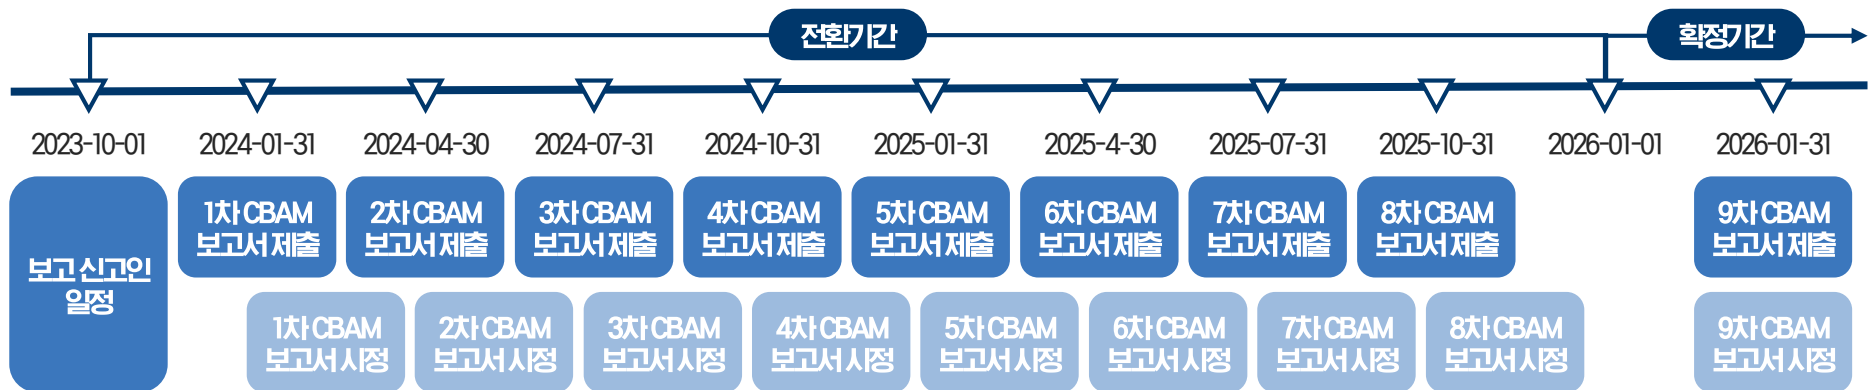 전환기간
확정기간
2023-10-01
2024-01-31
2024-04-30
2024-07-31
2024-10-31
2025-01-31
2025-4-30
2025-07-31
2025-10-31
2026-01-01
2026-01-31
보고 신고인
일정
1차 CBAM
보고서 제출
2차 CBAM
보고서 제출
3차 CBAM
보고서 제출
4차 CBAM
보고서 제출
5차 CBAM
보고서 제출
6차 CBAM
보고서 제출
7차 CBAM
보고서 제출
8차 CBAM
보고서 제출
9차 CBAM
보고서 제출
1차 CBAM
보고서 시정
2차 CBAM
보고서 시정
3차 CBAM
보고서 시정
4차 CBAM
보고서 시정
5차 CBAM
보고서 시정
6차 CBAM
보고서 시정
7차 CBAM
보고서 시정
8차 CBAM
보고서 시정
9차 CBAM
보고서 시정